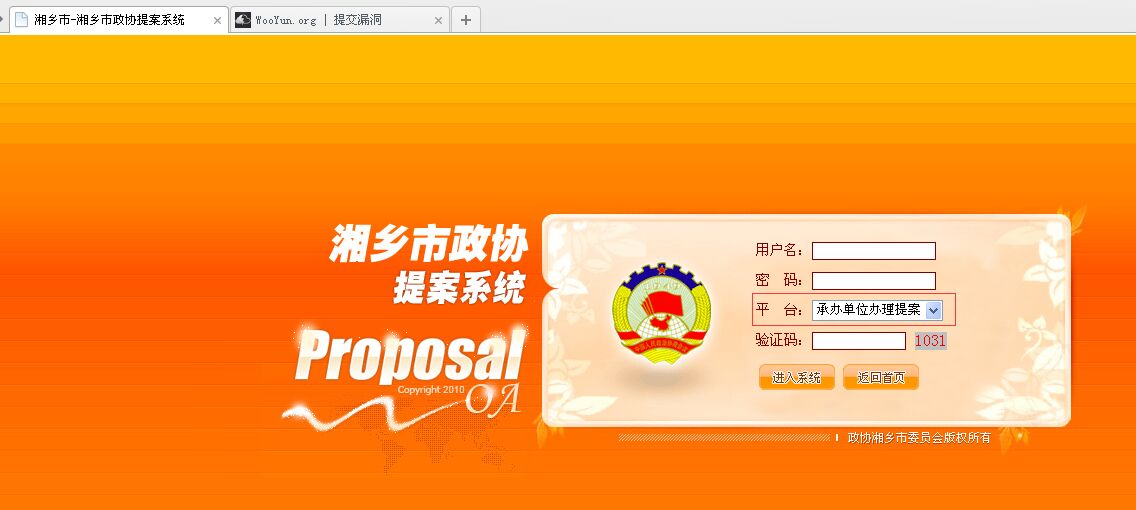 湘乡市-湘乡市政协提案系统
WooYun.org | 提交漏洞
湘乡市政协
提案系统
Proposal
Copyright 2010
OA
用户名：
密 码：
平 台： 承办单位办理提案
验证码： 1031
进入系统 返回首页
政协湘乡市委员会版权所有